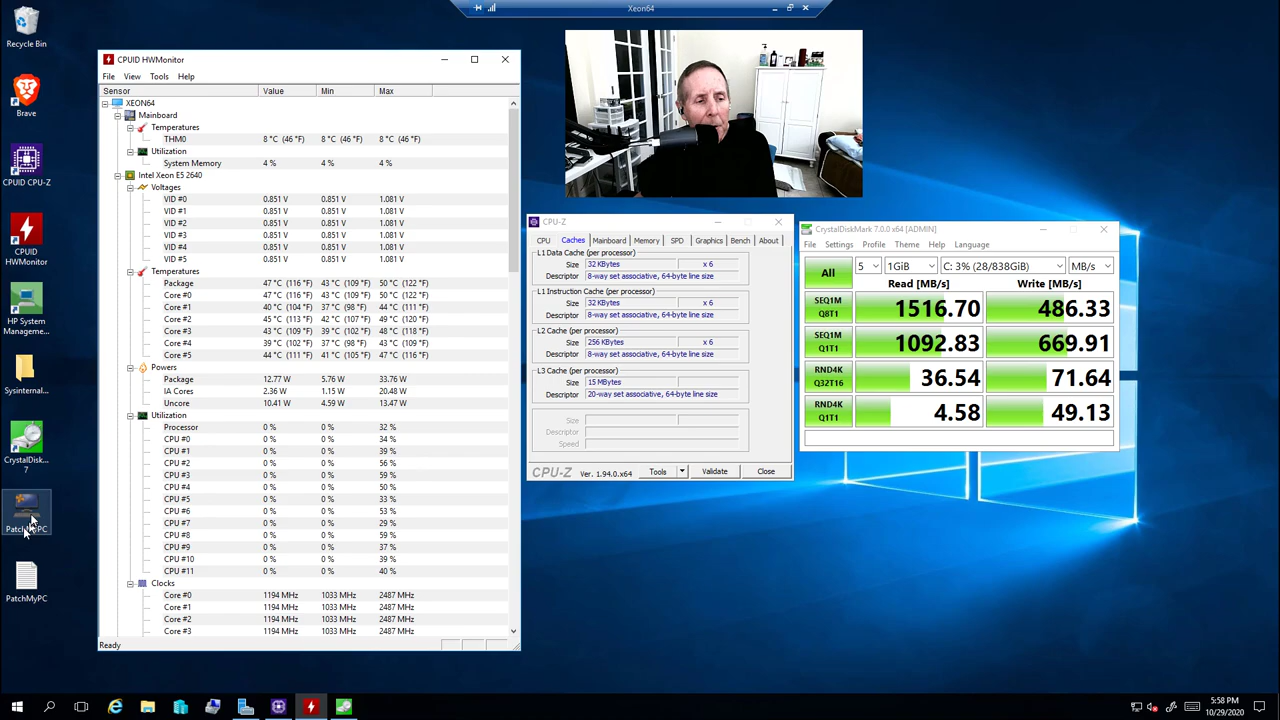 Xeon64
Recycle Bin
Brave
CPUID CPU-Z
CPUID
HWMonitor
HP System
Manageme...
Sysinternal...
CrystalDisk...
7
PatchMyPC
PatchMyPC
CPUID HWMonitor
File View Tools Help
Sensor Value Min Max
XEON64
Mainboard
Temperatures
THM0 8 °C (46 °F) 8 °C (46 °F) 8 °C (46 °F)
Utilization
System Memory 4 % 4 % 4 %
Intel Xeon E5 2640
Voltages
VID #0 0.851 V 0.851 V 1.081 V
VID #1 0.851 V 0.851 V 1.081 V
VID #2 0.851 V 0.851 V 1.081 V
VID #3 0.851 V 0.851 V 1.081 V
VID #4 0.851 V 0.851 V 1.081 V
VID #5 0.851 V 0.851 V 1.081 V
Temperatures
Package 47 °C (116 °F) 43 °C (109 °F) 50 °C (122 °F)
Core #0 40 °C (104 °F) 37 °C (98 °F) 44 °C (111 °F)
Core #1 45 °C (113 °F) 42 °C (107 °F) 49 °C (120 °F)
Core #2 43 °C (109 °F) 39 °C (102 °F) 48 °C (118 °F)
Core #3 43 °C (109 °F) 39 °C (102 °F) 46 °C (114 °F)
Core #4 39 °C (102 °F) 37 °C (98 °F) 43 °C (109 °F)
Core #5 44 °C (111 °F) 41 °C (105 °F) 47 °C (116 °F)
Powers
Package 12.77 W 5.76 W 33.76 W
IA Cores 2.36 W 1.15 W 20.48 W
Uncore 10.41 W 4.59 W 13.47 W
Utilization
Processor 0 % 0 % 32 %
CPU #0 0 % 0 % 34 %
CPU #1 0 % 0 % 39 %
CPU #2 0 % 0 % 56 %
CPU #3 0 % 0 % 59 %
CPU #4 0 % 0 % 50 %
CPU #5 0 % 0 % 33 %
CPU #6 0 % 0 % 53 %
CPU #7 0 % 0 % 29 %
CPU #8 0 % 0 % 59 %
CPU #9 0 % 0 % 37 %
CPU #10 0 % 0 % 39 %
CPU #11 0 % 0 % 40 %
Clocks
Core #0 1194 MHz 1033 MHz 2487 MHz
Core #1 1194 MHz 1033 MHz 2487 MHz
Core #2 1194 MHz 1033 MHz 2487 MHz
Core #3 1194 MHz 1033 MHz 2487 MHz
Ready
CPU-Z
CPU Caches Mainboard Memory SPD Graphics Bench About
L1 Data Cache (per processor)
Size 32 KBytes x 6
Descriptor 8-way set associative, 64-byte line size
L1 Instruction Cache (per processor)
Size 32 KBytes x 6
Descriptor 8-way set associative, 64-byte line size
L2 Cache (per processor)
Size 256 KBytes x 6
Descriptor 8-way set associative, 64-byte line size
L3 Cache (per processor)
Size 15 MBytes
Descriptor 20-way set associative, 64-byte line size
Size
Descriptor
Speed
CPU-Z Ver. 1.94.0.x64 Tools Validate Close
CrystalDiskMark 7.0.0 x64 [ADMIN]
File Settings Profile Theme Help Language
All 5 1GiB C: 3% (28/838GiB) MB/s
Read [MB/s] Write [MB/s]
SEQ1M
Q8T1 1516.70 486.33
SEQ1M
Q1T1 1092.83 669.91
RND4K
Q32T16 36.54 71.64
RND4K
Q1T1 4.58 49.13
5:58 PM
10/29/2020